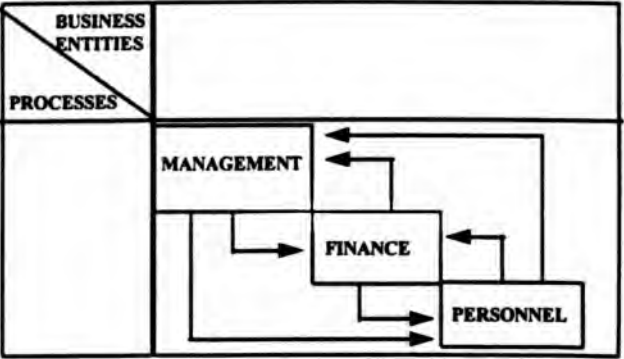 BUSINESS
ENTITIES
PROCESSES
MANAGEMENT
FINANCE
PERSONNEL